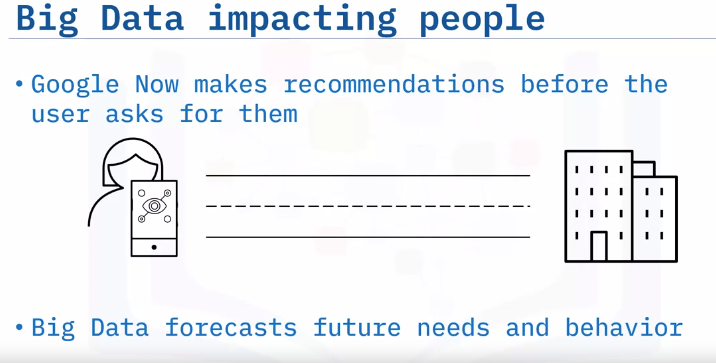 Big Data impacting people
• Google Now makes recommendations before the
user asks for them
• Big Data forecasts future needs and behavior